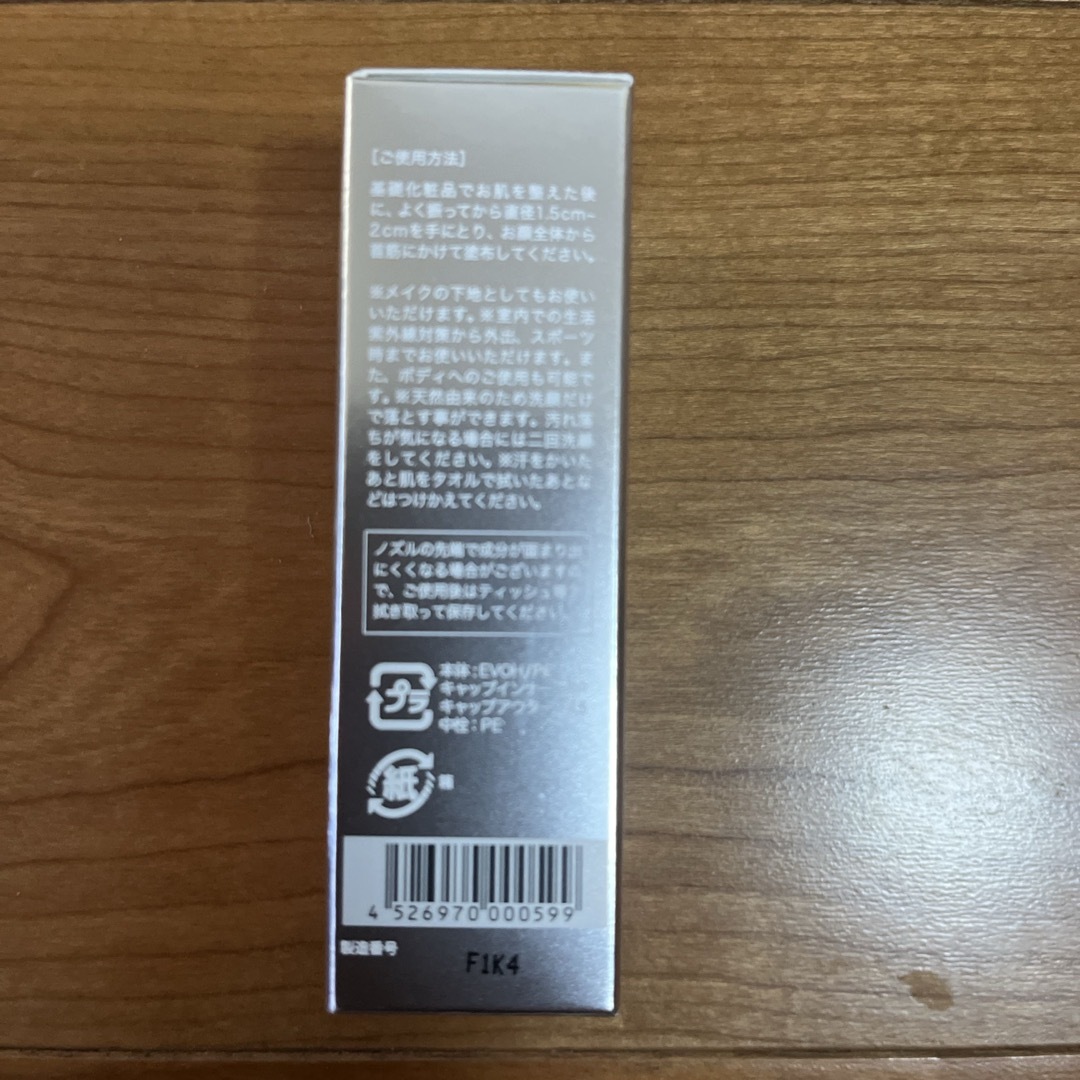 ［ご使用方法］
基礎化粧品でお肌を整えた後
に、よく振ってから直径1.5cm-
2cmを手にとり、お顔全体から
首筋にかけて塗布してください。
※メイクの下地としてもお使い
いただけます。※室内での生活
紫外線対策から外出、スポーツ
時までお使いいただけます。ま
た、ボディへのご使用も可能で
す。※天然由来のため洗顔だけ
で落とす事ができます。汚れ落
ちが気になる場合には二回洗顔
をしてください。※汗をかいた
あと肌をタオルで拭いたあとな
どはつけかえてください。
ノズルの先端で成分が固まり出
にくくなる場合がございますの
で、ご使用後はティッシュ等で
拭き取って保存してください。
プラ
本体:EVOH/PE
キャップインナー
キャップアウター
中栓:PE
紙
箱
4 526970 000599
製造番号
F1K4